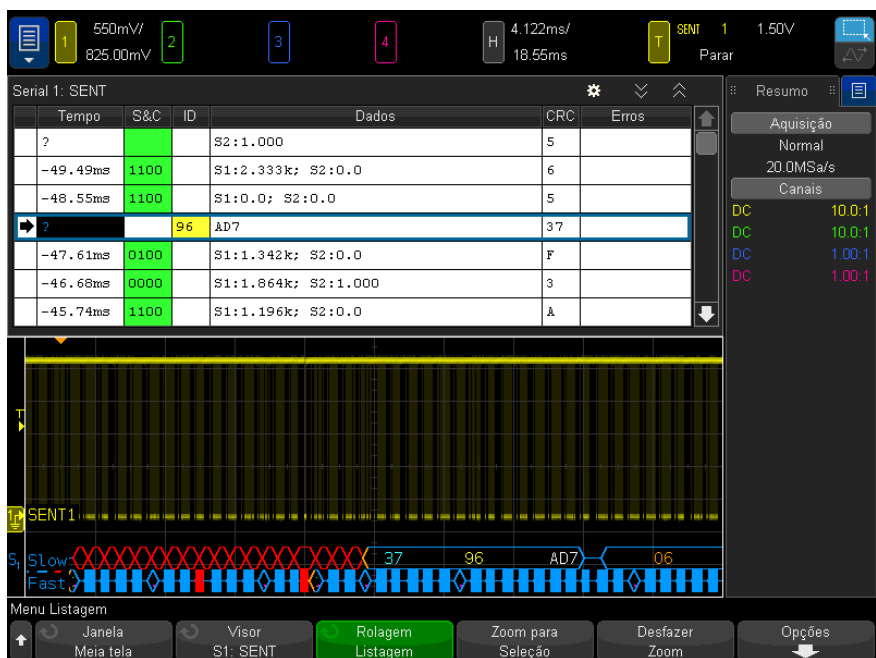 1 550mV/ 2 3 4 H 4.122ms/ T SENT 1 1.50V
825.00mV 18.55ms Parar
Serial 1: SENT
Tempo S&C ID Dados CRC Erros
? S2:1.000 5
-49.49ms 1100 S1:2.333k; S2:0.0 6
-48.55ms 1100 S1:0.0; S2:0.0 5
? 96 AD7 37
-47.61ms 0100 S1:1.342k; S2:0.0 F
-46.68ms 0000 S1:1.864k; S2:1.000 3
-45.74ms 1100 S1:1.196k; S2:0.0 A
Resumo
Aquisição
Normal
20.0MSa/s
Canais
DC 10.0:1
DC 10.0:1
DC 1.00:1
DC 1.00:1
T
1 SENT1
S1 Slow 37 96 AD7 06
Fast
Menu Listagem
Janela Visor Rolagem Zoom para Desfazer Opções
Meia tela S1: SENT Listagem Seleção Zoom